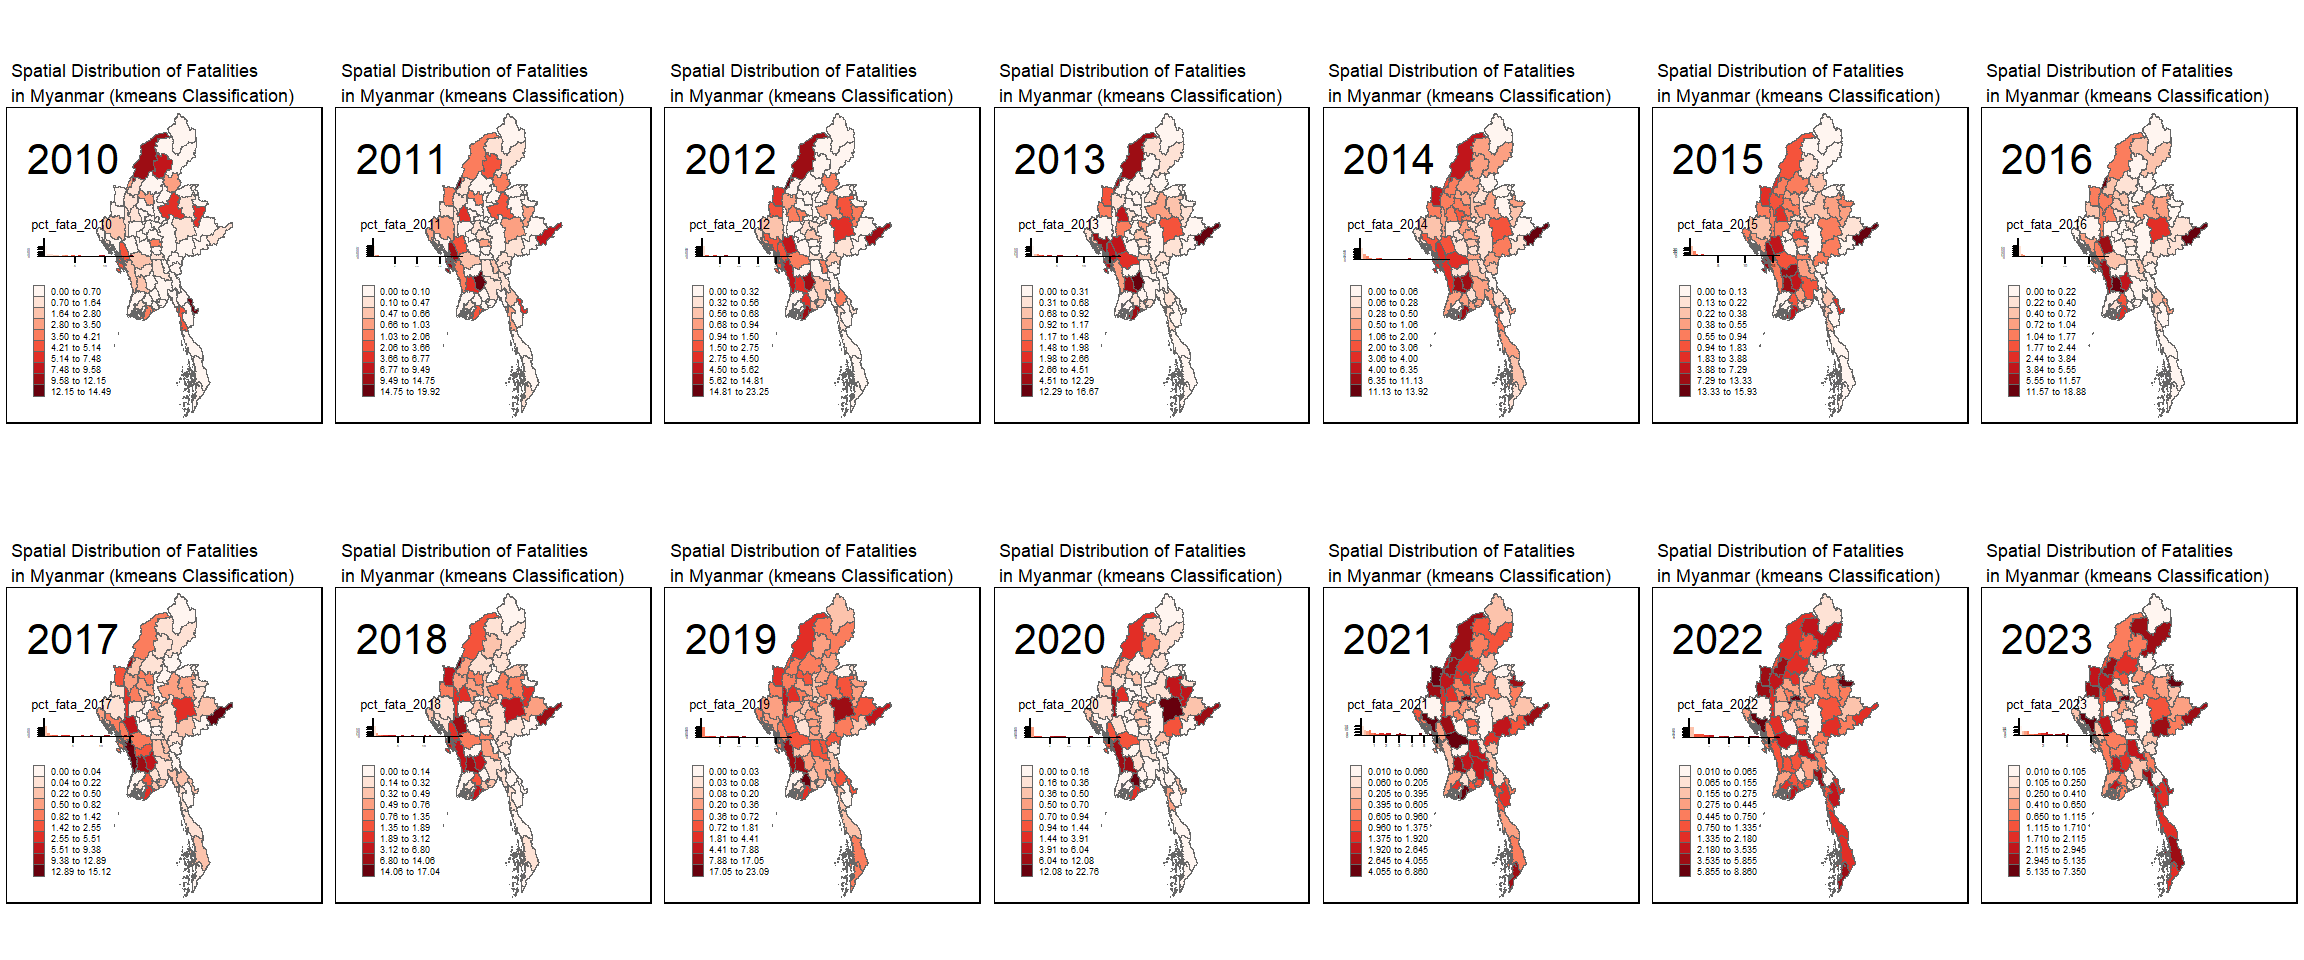 Spatial Distribution of Fatalities
in Myanmar (kmeans Classification)
2010
pct_fata_2010
0.00 to 0.70
0.70 to 1.64
1.64 to 2.80
2.80 to 3.50
3.50 to 4.21
4.21 to 5.14
5.14 to 7.48
7.48 to 9.58
9.58 to 12.15
12.15 to 14.49
Spatial Distribution of Fatalities
in Myanmar (kmeans Classification)
2011
pct_fata_2011
0.00 to 0.10
0.10 to 0.47
0.47 to 0.66
0.66 to 1.03
1.03 to 2.06
2.06 to 3.66
3.66 to 6.77
6.77 to 9.49
9.49 to 14.75
14.75 to 19.92
Spatial Distribution of Fatalities
in Myanmar (kmeans Classification)
2012
pct_fata_2012
0.00 to 0.32
0.32 to 0.56
0.56 to 0.68
0.68 to 0.94
0.94 to 1.50
1.50 to 2.75
2.75 to 4.50
4.50 to 5.62
5.62 to 14.81
14.81 to 23.25
Spatial Distribution of Fatalities
in Myanmar (kmeans Classification)
2013
pct_fata_2013
0.00 to 0.31
0.31 to 0.68
0.68 to 0.92
0.92 to 1.17
1.17 to 1.48
1.48 to 1.98
1.98 to 2.66
2.66 to 4.51
4.51 to 12.29
12.29 to 16.67
Spatial Distribution of Fatalities
in Myanmar (kmeans Classification)
2014
pct_fata_2014
0.00 to 0.06
0.06 to 0.28
0.28 to 0.50
0.50 to 1.06
1.06 to 2.00
2.00 to 3.06
3.06 to 4.00
4.00 to 6.35
6.35 to 11.13
11.13 to 13.92
Spatial Distribution of Fatalities
in Myanmar (kmeans Classification)
2015
pct_fata_2015
0.00 to 0.13
0.13 to 0.22
0.22 to 0.38
0.38 to 0.55
0.55 to 0.94
0.94 to 1.83
1.83 to 3.88
3.88 to 7.29
7.29 to 13.33
13.33 to 15.93
Spatial Distribution of Fatalities
in Myanmar (kmeans Classification)
2016
pct_fata_2016
0.00 to 0.22
0.22 to 0.40
0.40 to 0.72
0.72 to 1.04
1.04 to 1.77
1.77 to 2.44
2.44 to 3.84
3.84 to 5.55
5.55 to 11.57
11.57 to 18.88
Spatial Distribution of Fatalities
in Myanmar (kmeans Classification)
2017
pct_fata_2017
0.00 to 0.04
0.04 to 0.22
0.22 to 0.50
0.50 to 0.82
0.82 to 1.42
1.42 to 2.55
2.55 to 5.51
5.51 to 9.38
9.38 to 12.89
12.89 to 15.12
Spatial Distribution of Fatalities
in Myanmar (kmeans Classification)
2018
pct_fata_2018
0.00 to 0.14
0.14 to 0.32
0.32 to 0.49
0.49 to 0.76
0.76 to 1.35
1.35 to 1.89
1.89 to 3.12
3.12 to 6.80
6.80 to 14.06
14.06 to 17.04
Spatial Distribution of Fatalities
in Myanmar (kmeans Classification)
2019
pct_fata_2019
0.00 to 0.03
0.03 to 0.08
0.08 to 0.20
0.20 to 0.36
0.36 to 0.72
0.72 to 1.81
1.81 to 4.41
4.41 to 7.88
7.88 to 17.05
17.05 to 23.09
Spatial Distribution of Fatalities
in Myanmar (kmeans Classification)
2020
pct_fata_2020
0.00 to 0.16
0.16 to 0.36
0.36 to 0.50
0.50 to 0.70
0.70 to 0.94
0.94 to 1.44
1.44 to 3.91
3.91 to 6.04
6.04 to 12.08
12.08 to 22.76
Spatial Distribution of Fatalities
in Myanmar (kmeans Classification)
2021
pct_fata_2021
0.010 to 0.060
0.060 to 0.205
0.205 to 0.395
0.395 to 0.605
0.605 to 0.960
0.960 to 1.375
1.375 to 1.920
1.920 to 2.645
2.645 to 4.055
4.055 to 6.860
Spatial Distribution of Fatalities
in Myanmar (kmeans Classification)
2022
pct_fata_2022
0.010 to 0.065
0.065 to 0.155
0.155 to 0.275
0.275 to 0.445
0.445 to 0.750
0.750 to 1.335
1.335 to 2.180
2.180 to 3.535
3.535 to 5.855
5.855 to 8.860
Spatial Distribution of Fatalities
in Myanmar (kmeans Classification)
2023
pct_fata_2023
0.010 to 0.105
0.105 to 0.250
0.250 to 0.410
0.410 to 0.650
0.650 to 1.115
1.115 to 1.710
1.710 to 2.115
2.115 to 2.945
2.945 to 5.135
5.135 to 7.350